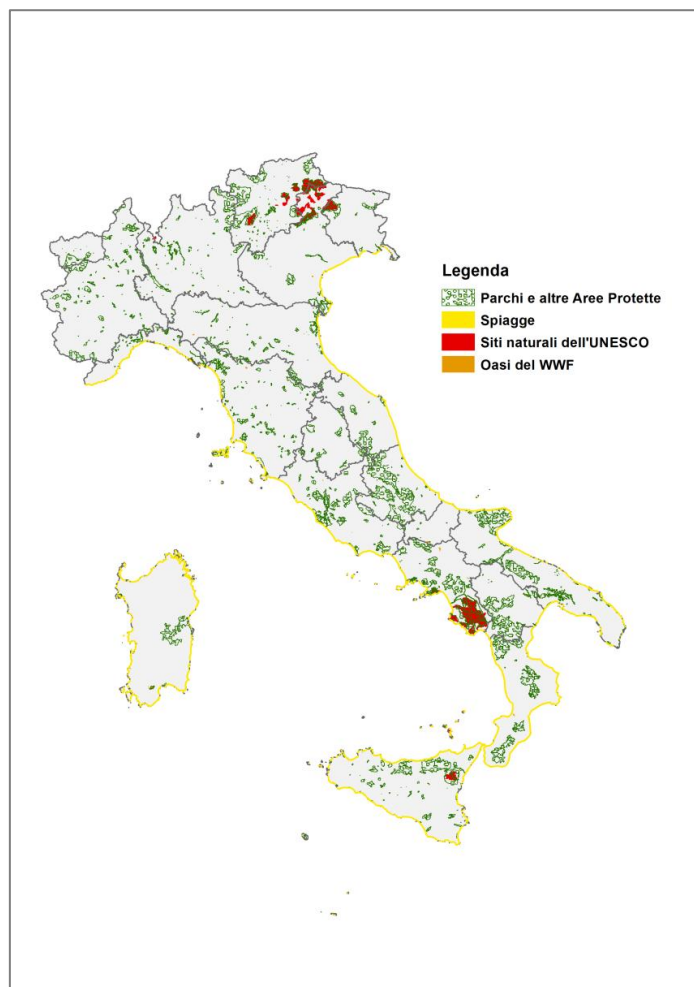 Legenda
Parchi e altre Aree Protette
Spiagge
Siti naturali dell'UNESCO
Oasi del WWF